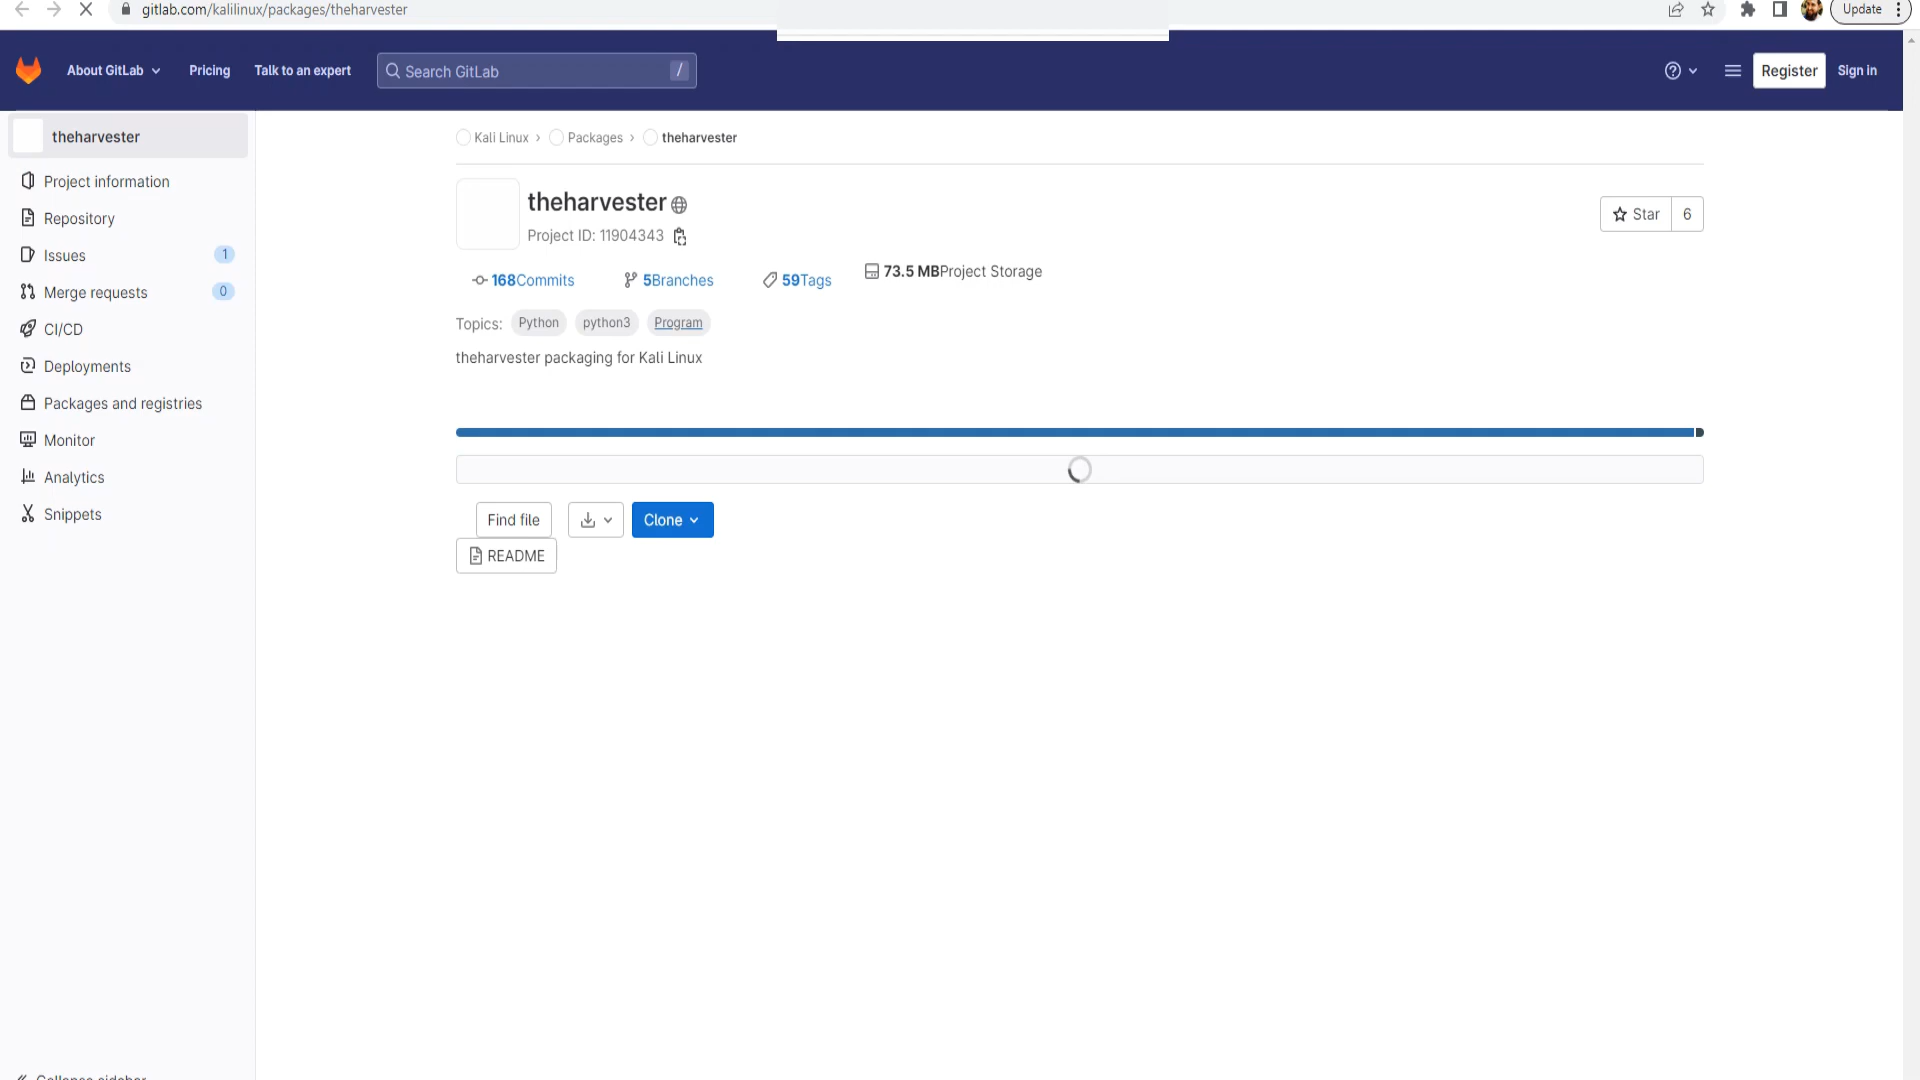 gitlab.com/kalilinux/packages/theharvester
Update
About GitLab
Pricing
Talk to an expert
Search GitLab
/
Register
Sign in
theharvester
Project information
Repository
Issues 1
Merge requests 0
CI/CD
Deployments
Packages and registries
Monitor
Analytics
Snippets
Collapse sidebar
Kali Linux › Packages › theharvester
theharvester
Project ID: 11904343
Star 6
168Commits
5Branches
59Tags
73.5 MBProject Storage
Topics: Python python3 Program
theharvester packaging for Kali Linux
Find file
Clone
README